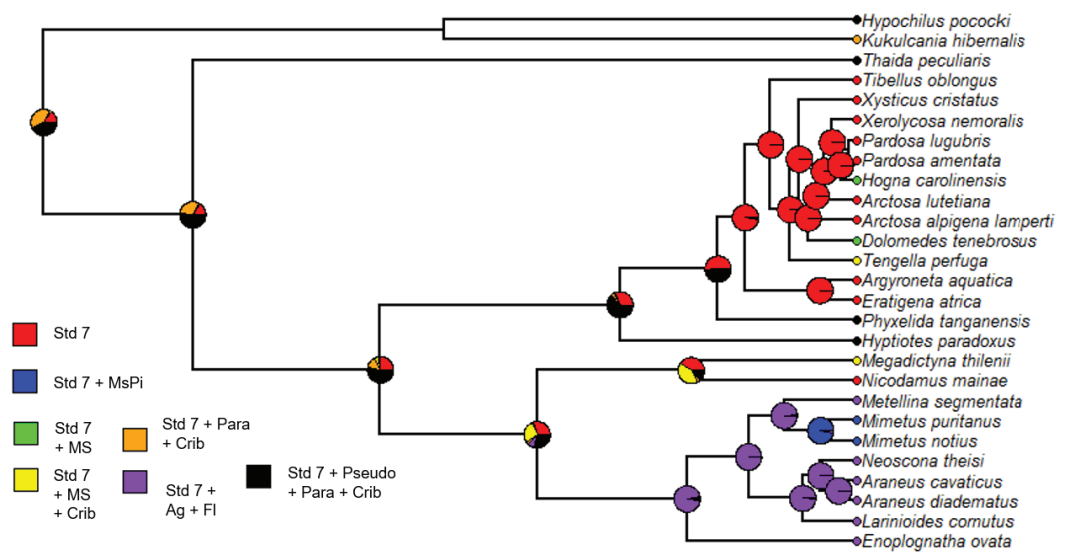 Hypochilus pococki
Kukulcania hibernalis
Thaida peculiaris
Tibellus oblongus
Xysticus cristatus
Xerolycosa nemoralis
Pardosa lugubris
Pardosa amentata
Hogna carolinensis
Arctosa lutetiana
Arctosa alpigena lamperti
Dolomedes tenebrosus
Tengella perfuga
Argyroneta aquatica
Eratigena atrica
Phyxelida tanganensis
Hyptiotes paradoxus
Megadictyna thilenii
Nicodamus mainae
Metellina segmentata
Mimetus puritanus
Mimetus notius
Neoscona theisi
Araneus cavaticus
Araneus diadematus
Larinioides cornutus
Enoplognatha ovata
Std 7
Std 7 + MsPi
Std 7
+ MS
Std 7 + Para
+ Crib
Std 7
+ MS
+ Crib
Std 7 +
Ag + Fl
Std 7 + Pseudo
+ Para + Crib